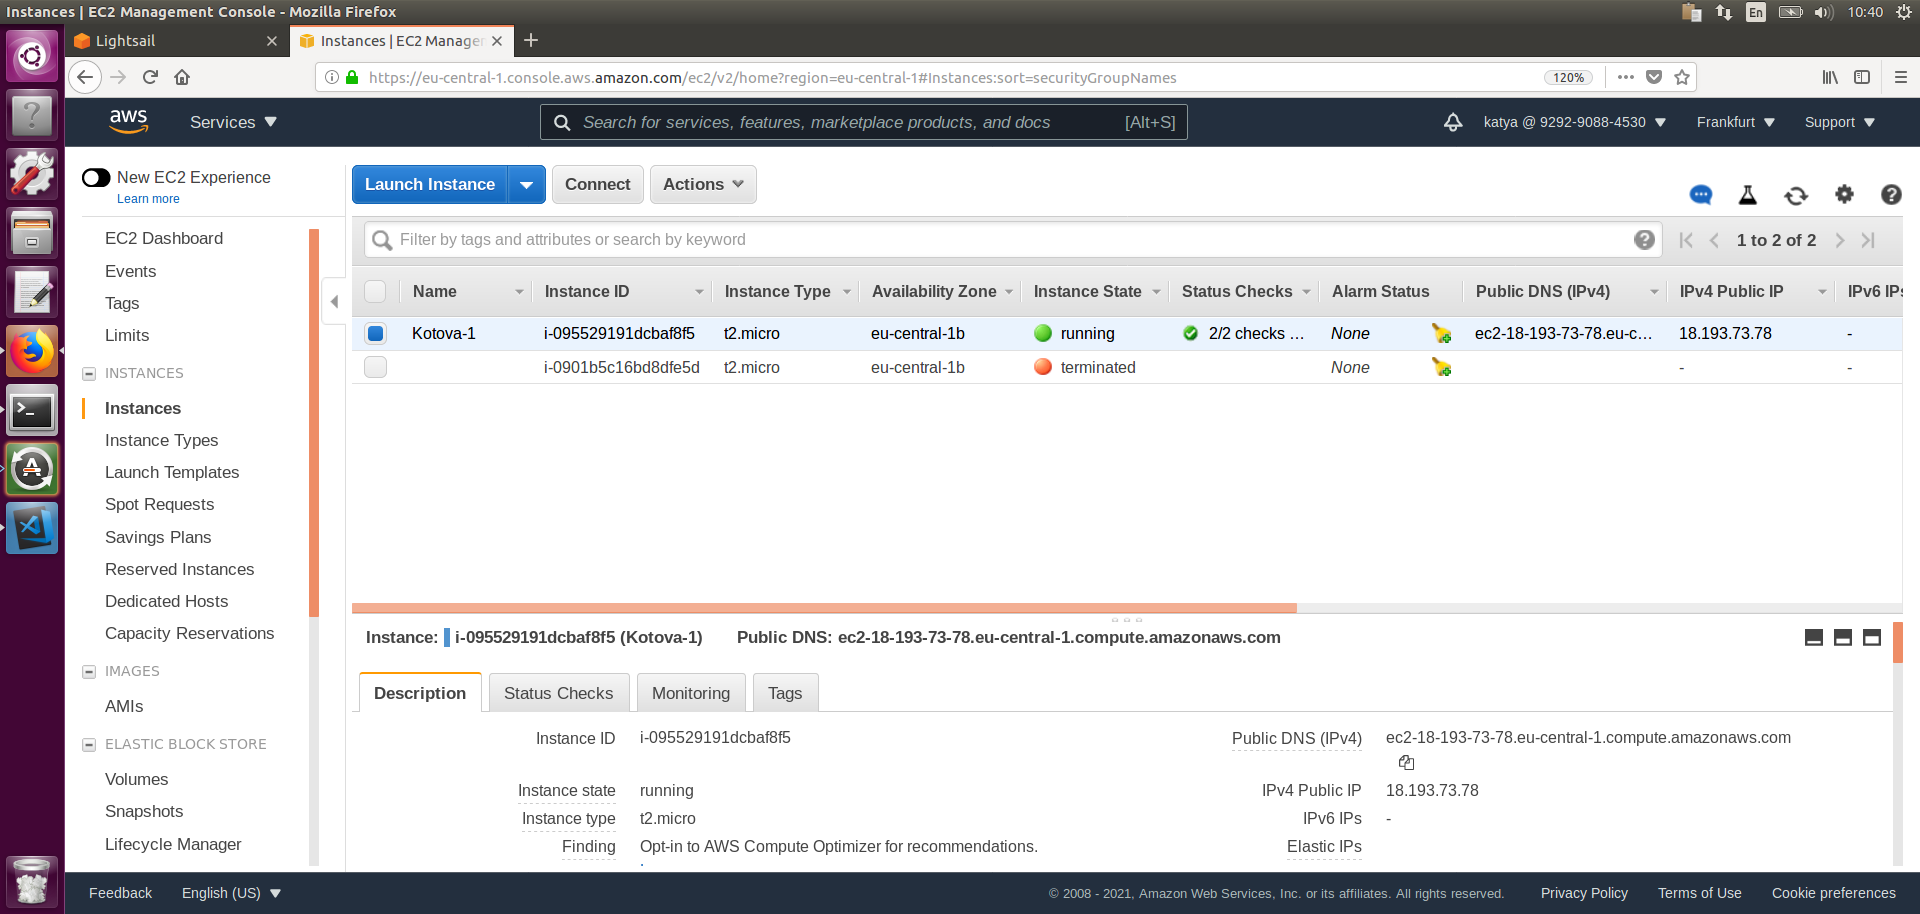 Instances | EC2 Management Console - Mozilla Firefox
En
10:40
Lightsail
Instances | EC2 Manager
https://eu-central-1.console.aws.amazon.com/ec2/v2/home?region=eu-central-1#Instances:sort=securityGroupNames
120%
aws
Services
Search for services, features, marketplace products, and docs
[Alt+S]
katya @ 9292-9088-4530
Frankfurt
Support
New EC2 Experience
Learn more
EC2 Dashboard
Events
Tags
Limits
INSTANCES
Instances
Instance Types
Launch Templates
Spot Requests
Savings Plans
Reserved Instances
Dedicated Hosts
Capacity Reservations
IMAGES
AMIs
ELASTIC BLOCK STORE
Volumes
Snapshots
Lifecycle Manager
Launch Instance
Connect
Actions
Filter by tags and attributes or search by keyword
1 to 2 of 2
Name Instance ID Instance Type Availability Zone Instance State Status Checks Alarm Status Public DNS (IPv4) IPv4 Public IP IPv6 IPs
Kotova-1 i-095529191dcbaf8f5 t2.micro eu-central-1b running 2/2 checks ... None ec2-18-193-73-78.eu-c... 18.193.73.78 -
i-0901b5c16bd8dfe5d t2.micro eu-central-1b terminated None - -
Instance: i-095529191dcbaf8f5 (Kotova-1) Public DNS: ec2-18-193-73-78.eu-central-1.compute.amazonaws.com
Description
Status Checks
Monitoring
Tags
Instance ID i-095529191dcbaf8f5
Public DNS (IPv4) ec2-18-193-73-78.eu-central-1.compute.amazonaws.com
Instance state running
IPv4 Public IP 18.193.73.78
Instance type t2.micro
IPv6 IPs -
Finding Opt-in to AWS Compute Optimizer for recommendations.
Elastic IPs
Feedback
English (US)
© 2008 - 2021, Amazon Web Services, Inc. or its affiliates. All rights reserved.
Privacy Policy
Terms of Use
Cookie preferences